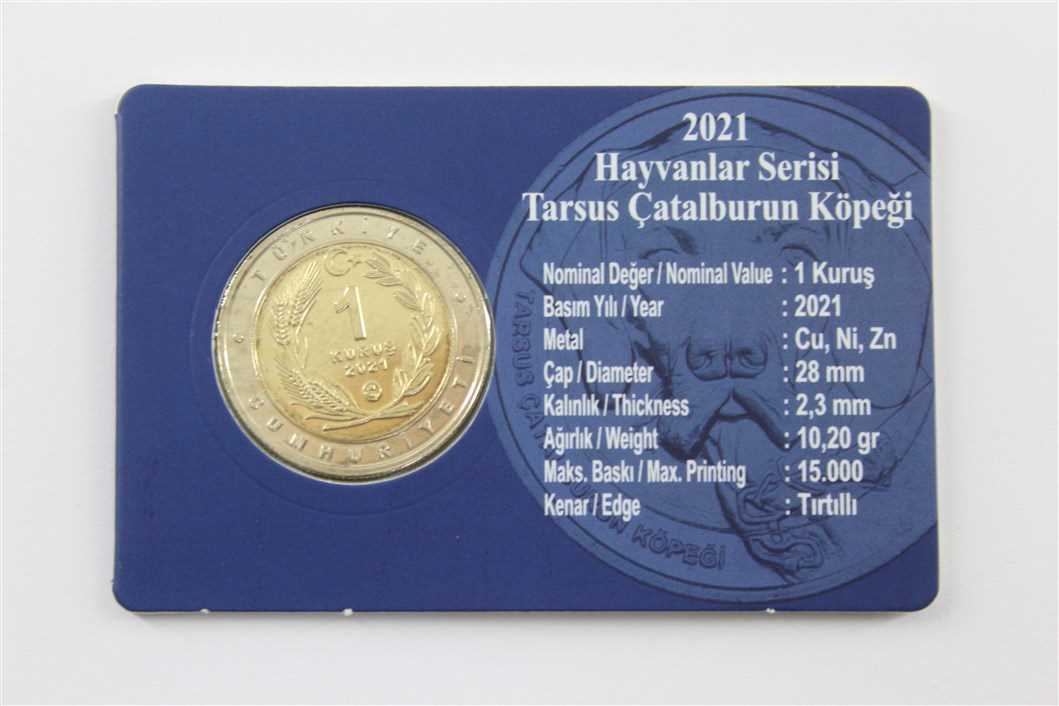 TÜRKİYE
CUMHURİYETİ
1
KURUŞ
2021
2021
Hayvanlar Serisi
Tarsus Çatalburun Köpeği
Nominal Değer / Nominal Value : 1 Kuruş
Basım Yılı / Year : 2021
Metal : Cu, Ni, Zn
Çap / Diameter : 28 mm
Kalınlık / Thickness : 2,3 mm
Ağırlık / Weight : 10,20 gr
Maks. Baskı / Max. Printing : 15.000
Kenar / Edge : Tırtıllı
TARSUS
KÖPEĞİ